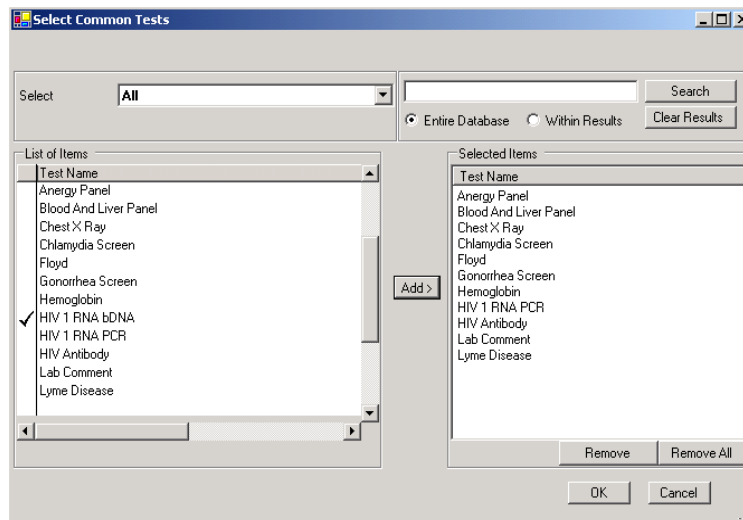 Select Common Tests
Select
All
Search
Entire Database
Within Results
Clear Results
List of Items
Test Name
Anergy Panel
Blood And Liver Panel
Chest X Ray
Chlamydia Screen
Floyd
Gonorrhea Screen
Hemoglobin
HIV 1 RNA bDNA
HIV 1 RNA PCR
HIV Antibody
Lab Comment
Lyme Disease
Add >
Selected Items
Test Name
Anergy Panel
Blood And Liver Panel
Chest X Ray
Chlamydia Screen
Floyd
Gonorrhea Screen
Hemoglobin
HIV 1 RNA PCR
HIV Antibody
Lab Comment
Lyme Disease
Remove
Remove All
OK
Cancel